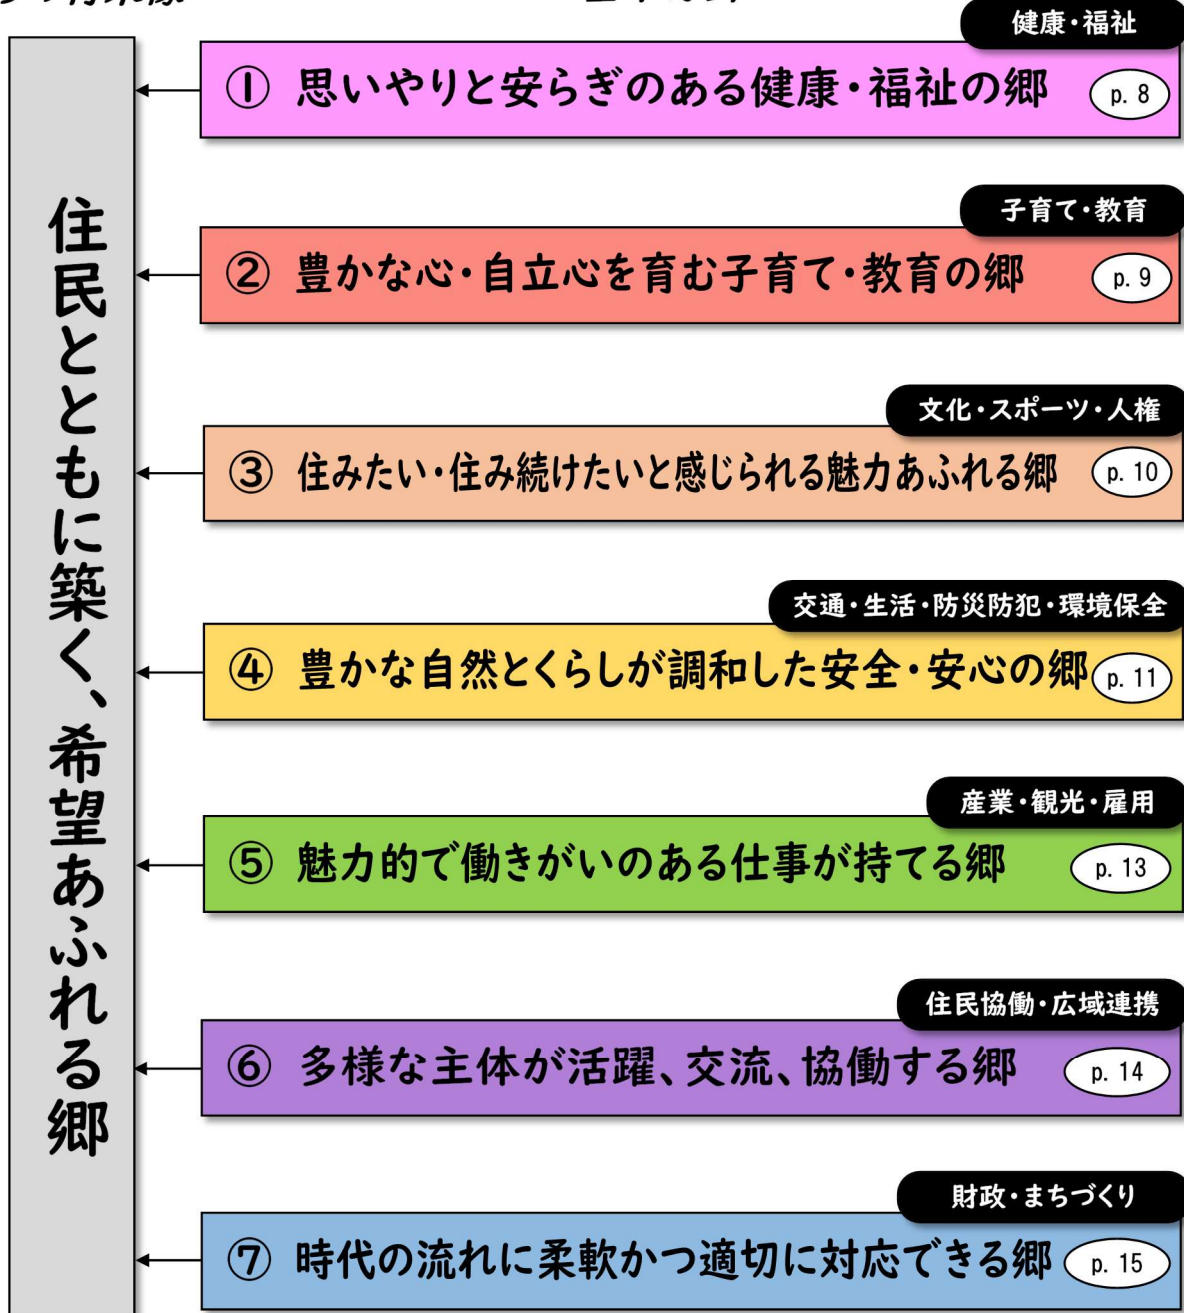 健康・福祉
① 思いやりと安らぎのある健康・福祉の郷 p. 8
子育て・教育
② 豊かな心・自立心を育む子育て・教育の郷 p. 9
文化・スポーツ・人権
③ 住みたい・住み続けたいと感じられる魅力あふれる郷 p. 10
交通・生活・防災防犯・環境保全
④ 豊かな自然とくらしが調和した安全・安心の郷 p. 11
産業・観光・雇用
⑤ 魅力的で働きがいのある仕事が持てる郷 p. 13
住民協働・広域連携
⑥ 多様な主体が活躍、交流、協働する郷 p. 14
財政・まちづくり
⑦ 時代の流れに柔軟かつ適切に対応できる郷 p. 15
住民とともに築く、希望あふれる郷